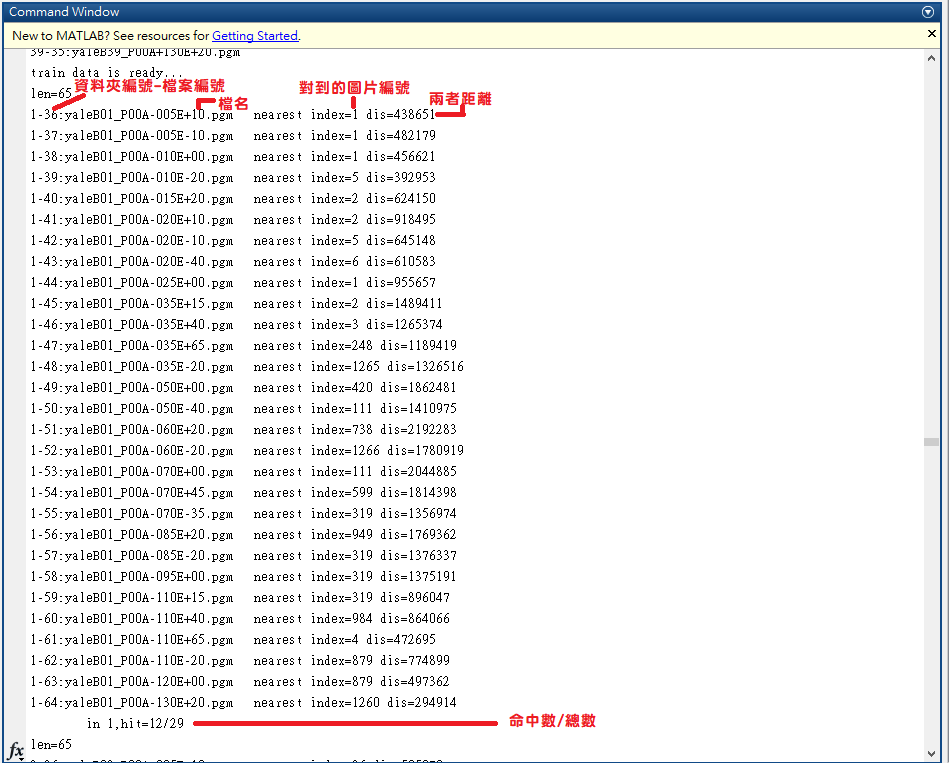 Command Window
New to MATLAB? See resources for Getting Started.
39-35:yaleB39_P00A+130E+20.pgm
train data is ready...
len=65
資料夾編號-檔案編號
檔名
對到的圖片編號
兩者距離
1-36:yaleB01_P00A-005E+10.pgm nearest index=1 dis=438651
1-37:yaleB01_P00A-005E-10.pgm nearest index=1 dis=482179
1-38:yaleB01_P00A-010E+00.pgm nearest index=1 dis=456621
1-39:yaleB01_P00A-010E-20.pgm nearest index=5 dis=392953
1-40:yaleB01_P00A-015E+20.pgm nearest index=2 dis=624150
1-41:yaleB01_P00A-020E+10.pgm nearest index=2 dis=918495
1-42:yaleB01_P00A-020E-10.pgm nearest index=5 dis=645148
1-43:yaleB01_P00A-020E-40.pgm nearest index=6 dis=610583
1-44:yaleB01_P00A-025E+00.pgm nearest index=1 dis=955657
1-45:yaleB01_P00A-035E+15.pgm nearest index=2 dis=1489411
1-46:yaleB01_P00A-035E+40.pgm nearest index=3 dis=1265374
1-47:yaleB01_P00A-035E+65.pgm nearest index=248 dis=1189419
1-48:yaleB01_P00A-035E-20.pgm nearest index=1265 dis=1326516
1-49:yaleB01_P00A-050E+00.pgm nearest index=420 dis=1862481
1-50:yaleB01_P00A-050E-40.pgm nearest index=111 dis=1410975
1-51:yaleB01_P00A-060E+20.pgm nearest index=738 dis=2192283
1-52:yaleB01_P00A-060E-20.pgm nearest index=1266 dis=1780919
1-53:yaleB01_P00A-070E+00.pgm nearest index=111 dis=2044885
1-54:yaleB01_P00A-070E+45.pgm nearest index=599 dis=1814398
1-55:yaleB01_P00A-070E-35.pgm nearest index=319 dis=1356974
1-56:yaleB01_P00A-085E+20.pgm nearest index=949 dis=1769362
1-57:yaleB01_P00A-085E-20.pgm nearest index=319 dis=1376337
1-58:yaleB01_P00A-095E+00.pgm nearest index=319 dis=1375191
1-59:yaleB01_P00A-110E+15.pgm nearest index=319 dis=896047
1-60:yaleB01_P00A-110E+40.pgm nearest index=984 dis=864066
1-61:yaleB01_P00A-110E+65.pgm nearest index=4 dis=472695
1-62:yaleB01_P00A-110E-20.pgm nearest index=879 dis=774899
1-63:yaleB01_P00A-120E+00.pgm nearest index=879 dis=497362
1-64:yaleB01_P00A-130E+20.pgm nearest index=1260 dis=294914
in 1,hit=12/29 命中數/總數
fx len=65